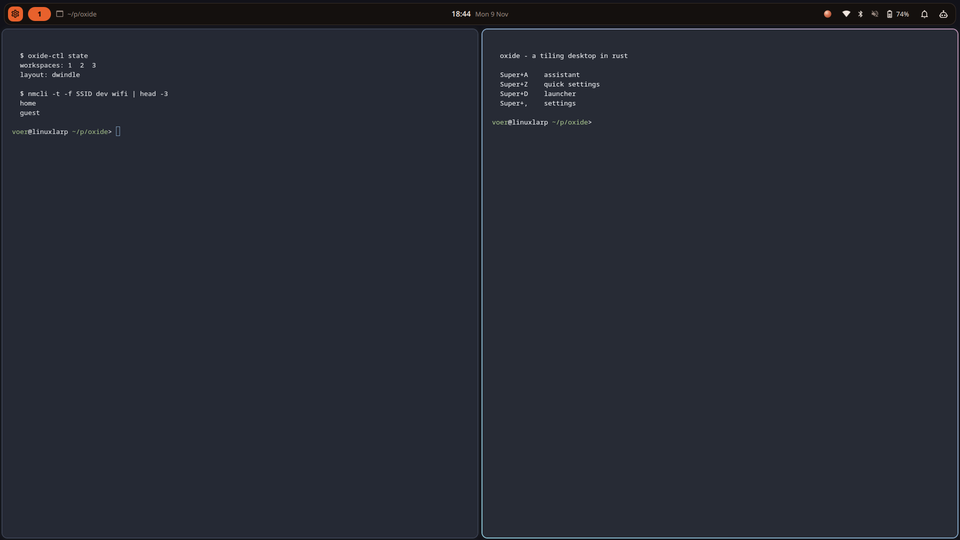 1 ~/p/oxide 18:44 Mon 9 Nov 74%
$ oxide-ctl state
workspaces: 1 2 3
layout: dwindle
$ nmcli -t -f SSID dev wifi | head -3
home
guest
voer@linuxlarp ~/p/oxide>
oxide - a tiling desktop in rust
Super+A assistant
Super+Z quick settings
Super+D launcher
Super+, settings
voer@linuxlarp ~/p/oxide>